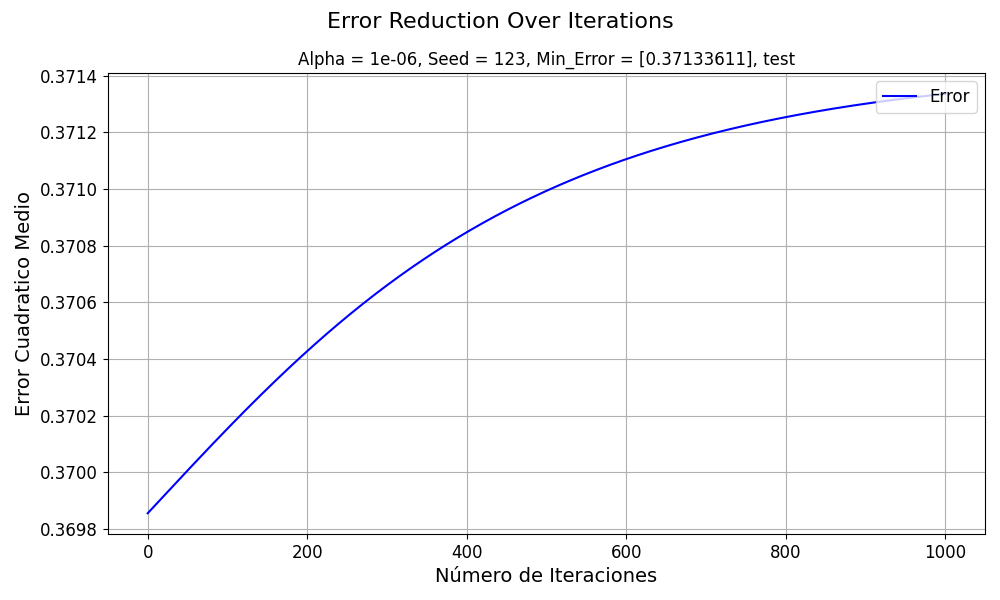 Error Reduction Over Iterations
Alpha = 1e-06, Seed = 123, Min_Error = [0.37133611], test
Error
Error Cuadratico Medio
0.3714
0.3712
0.3710
0.3708
0.3706
0.3704
0.3702
0.3700
0.3698
0 200 400 600 800 1000
Número de Iteraciones